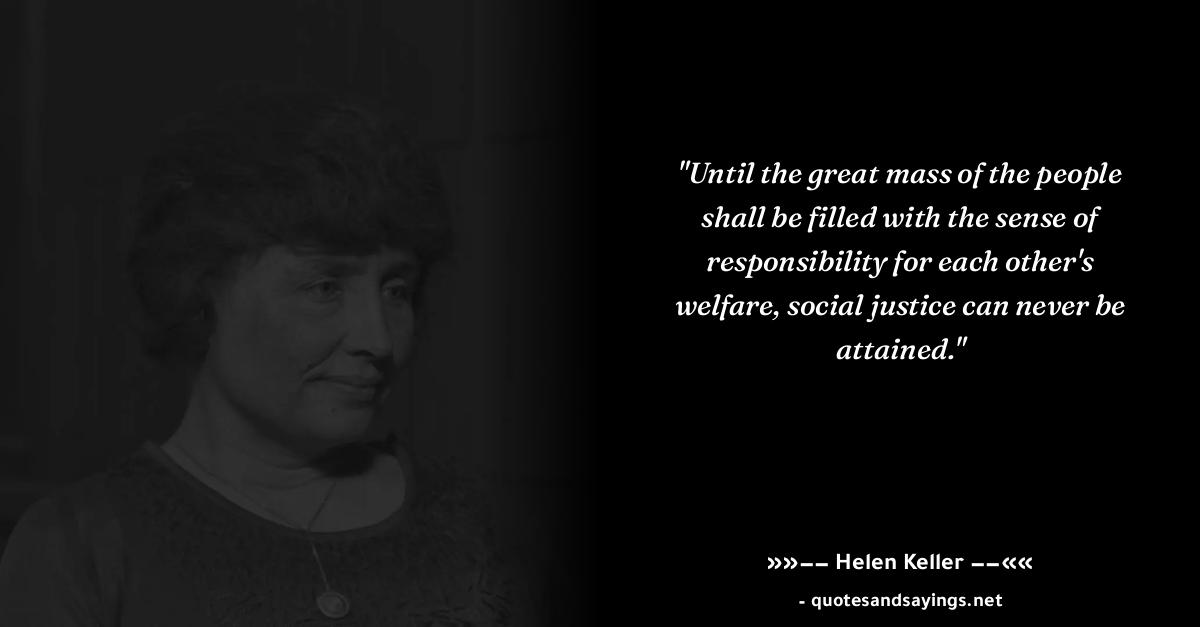 "Until the great mass of the people
shall be filled with the sense of
responsibility for each other's
welfare, social justice can never be
attained."
»»−− Helen Keller −−««
- quotesandsayings.net